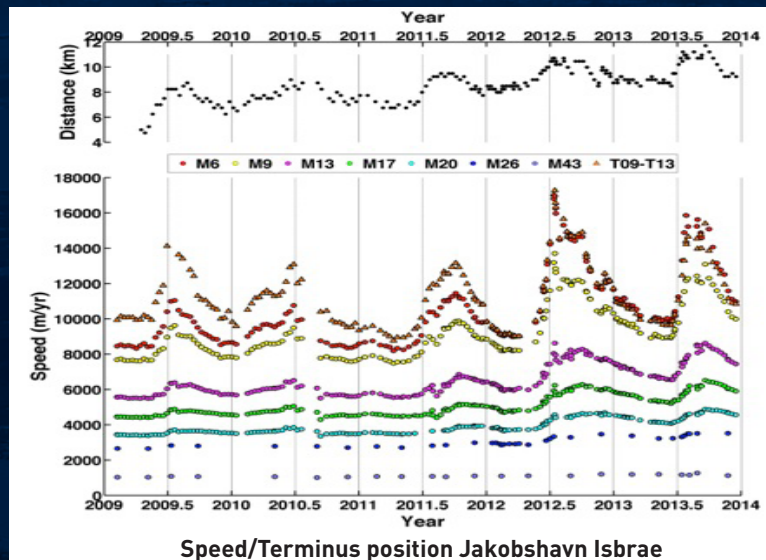 Year
2009 2009.5 2010 2010.5 2011 2011.5 2012 2012.5 2013 2013.5 2014
12
10
8
6
4
Distance (km)
M6 M9 M13 M17 M20 M26 M43 T09-T13
18000
16000
14000
12000
10000
8000
6000
4000
2000
0
Speed (m/yr)
2009 2009.5 2010 2010.5 2011 2011.5 2012 2012.5 2013 2013.5 2014
Year
Speed/Terminus position Jakobshavn Isbrae